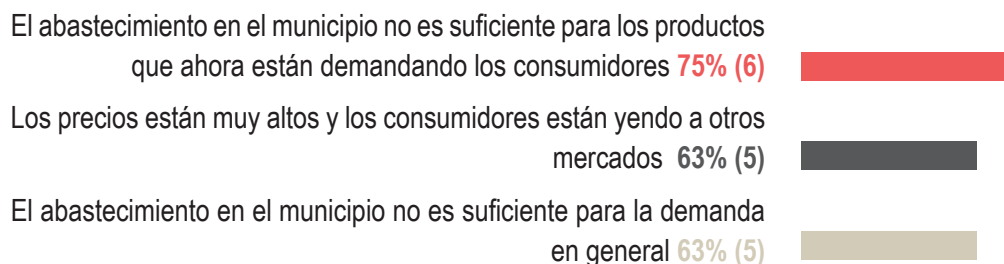 El abastecimiento en el municipio no es suficiente para los productos
que ahora están demandando los consumidores 75% (6)
Los precios están muy altos y los consumidores están yendo a otros
mercados 63% (5)
El abastecimiento en el municipio no es suficiente para la demanda
en general 63% (5)